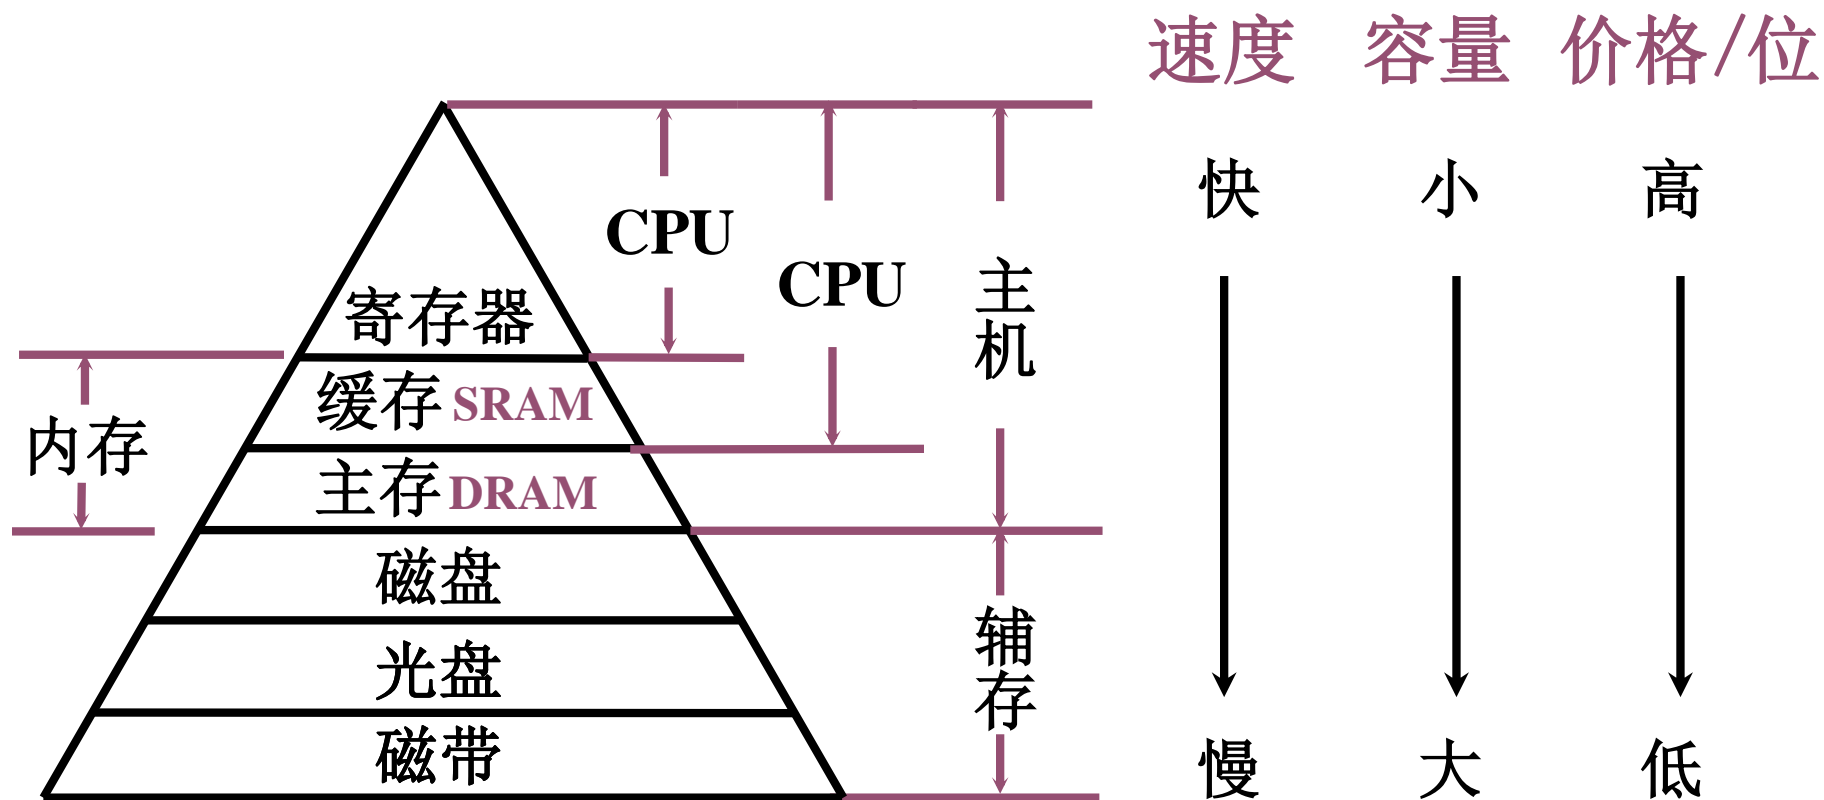 速度 容量 价格/位
快 小 高
CPU
CPU
主机
寄存器
缓存 SRAM
内存
主存 DRAM
磁盘
辅存
光盘
磁带
慢 大 低